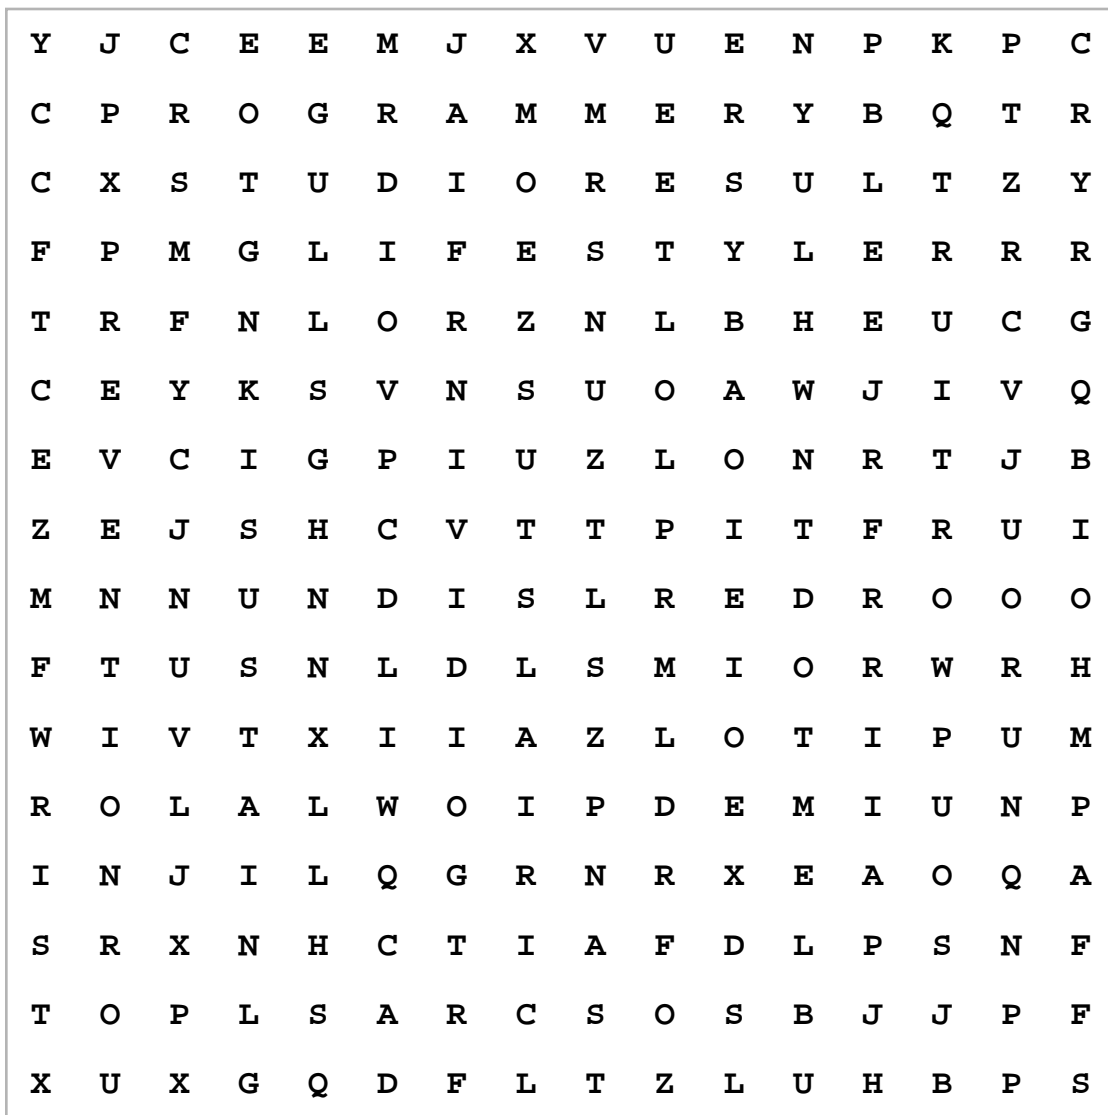 Y J C E E M J X V U E N P K P C
C P R O G R A M M E R Y B Q T R
C X S T U D I O R E S U L T Z Y
F P M G L I F E S T Y L E R R R
T R F N L O R Z N L B H E U C G
C E Y K S V N S U O A W J I V Q
E V C I G P I U Z L O N R T J B
Z E J S H C V T T P I T F R U I
M N N U N D I S L R E D R O O O
F T U S N L D L S M I O R W R H
W I V T X I I A Z L O T I P U M
R O L A L W O I P D E M I U N P
I N J I L Q G R N R X E A O Q A
S R X N H C T I A F D L P S N F
T O P L S A R C S O S B J J P F
X U X G Q D F L T Z L U H B P S